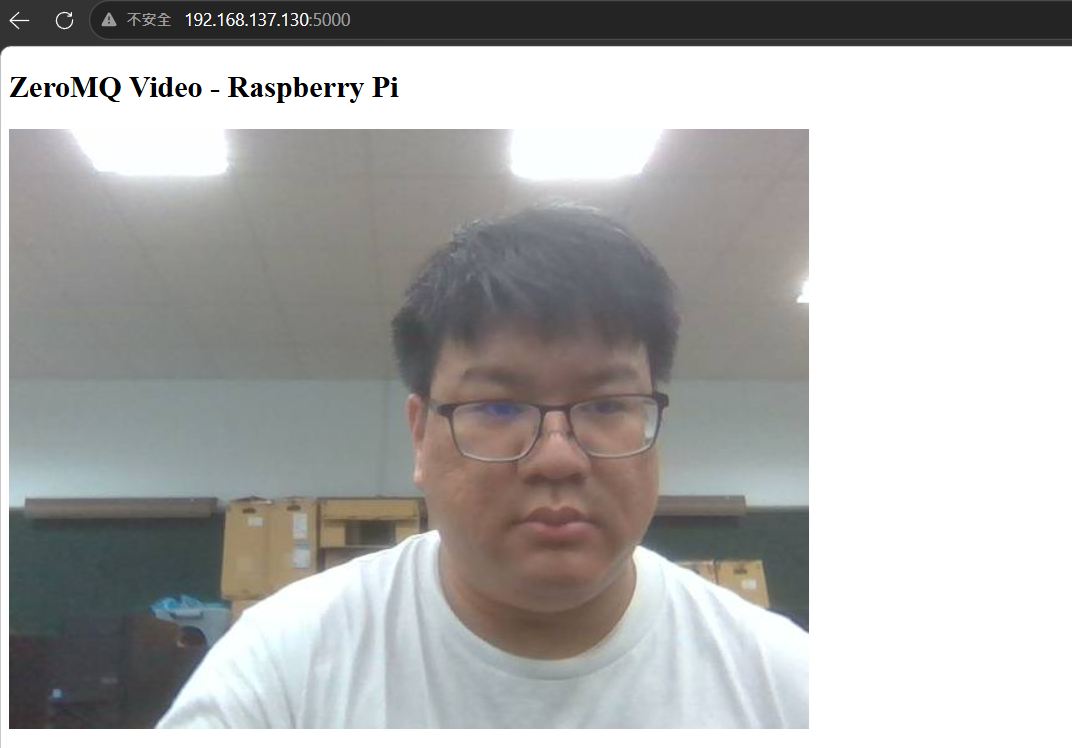 不安全 192.168.137.130:5000
ZeroMQ Video - Raspberry Pi